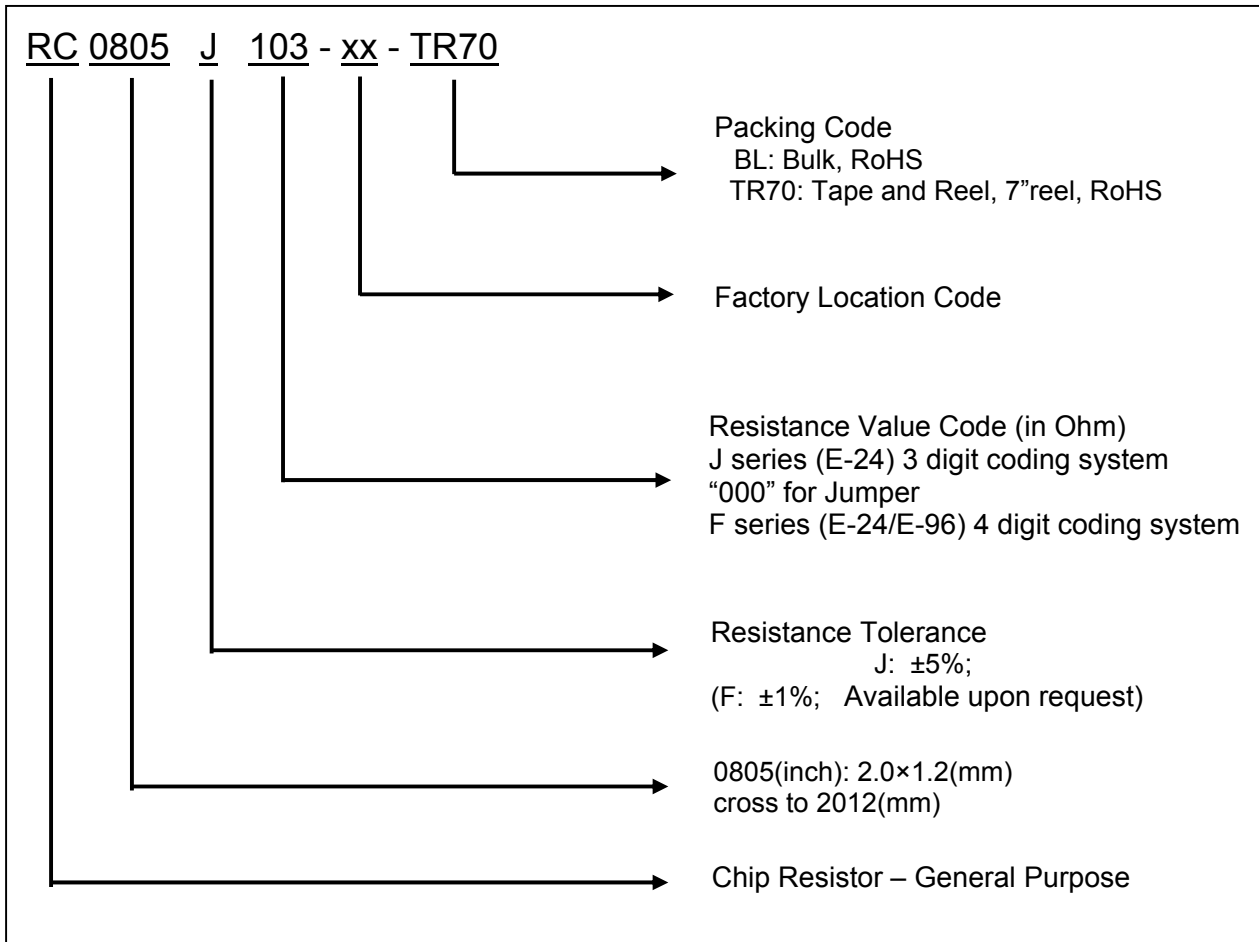 RC 0805 J 103 - xx - TR70
Packing Code
BL: Bulk, RoHS
TR70: Tape and Reel, 7”reel, RoHS
Factory Location Code
Resistance Value Code (in Ohm)
J series (E-24) 3 digit coding system
“000” for Jumper
F series (E-24/E-96) 4 digit coding system
Resistance Tolerance
J: ±5%;
(F: ±1%; Available upon request)
0805(inch): 2.0×1.2(mm)
cross to 2012(mm)
Chip Resistor – General Purpose